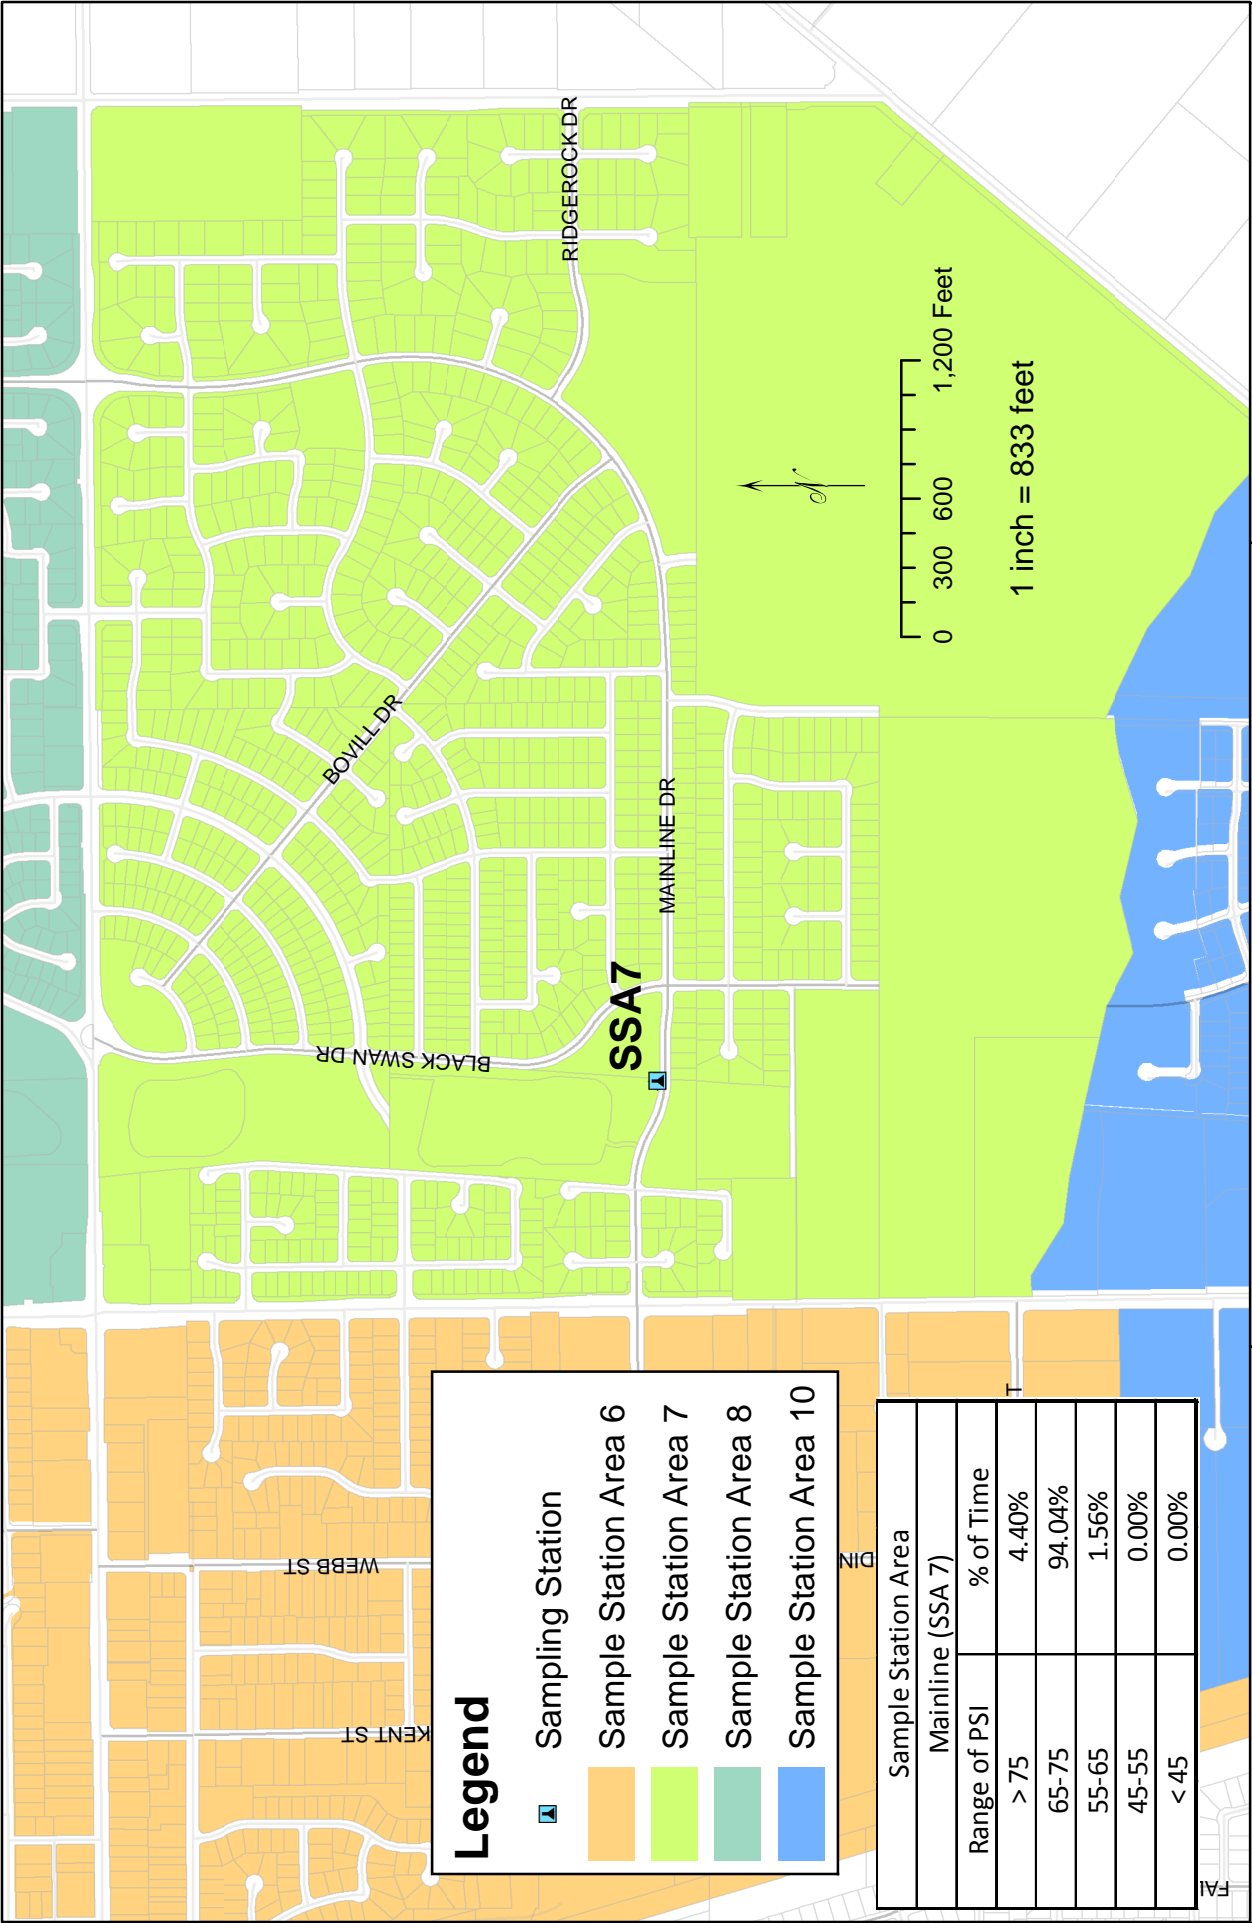 RIDGEROCK DR
BOVILL DR
MAINLINE DR
BLACK SWAN DR
SSA7
WEBB ST
KENT ST
DIN
T
FAI
N
0 300 600 1,200 Feet
1 inch = 833 feet
Legend
Sampling Station
Sample Station Area 6
Sample Station Area 7
Sample Station Area 8
Sample Station Area 10
Sample Station Area
Mainline (SSA 7)
Range of PSI % of Time
> 75 4.40%
65-75 94.04%
55-65 1.56%
45-55 0.00%
< 45 0.00%